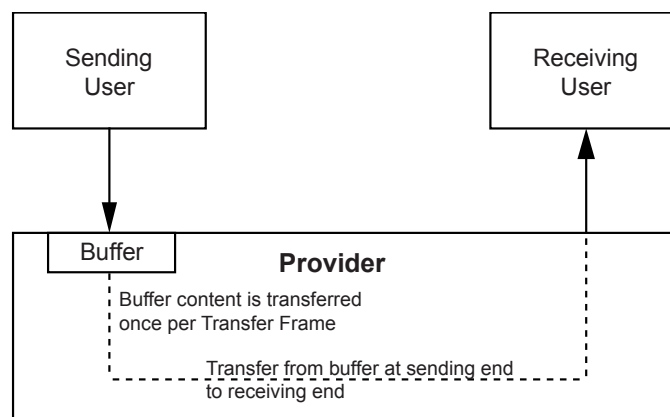 Sending
User
Receiving
User
Buffer
Provider
Buffer content is transferred
once per Transfer Frame
Transfer from buffer at sending end
to receiving end